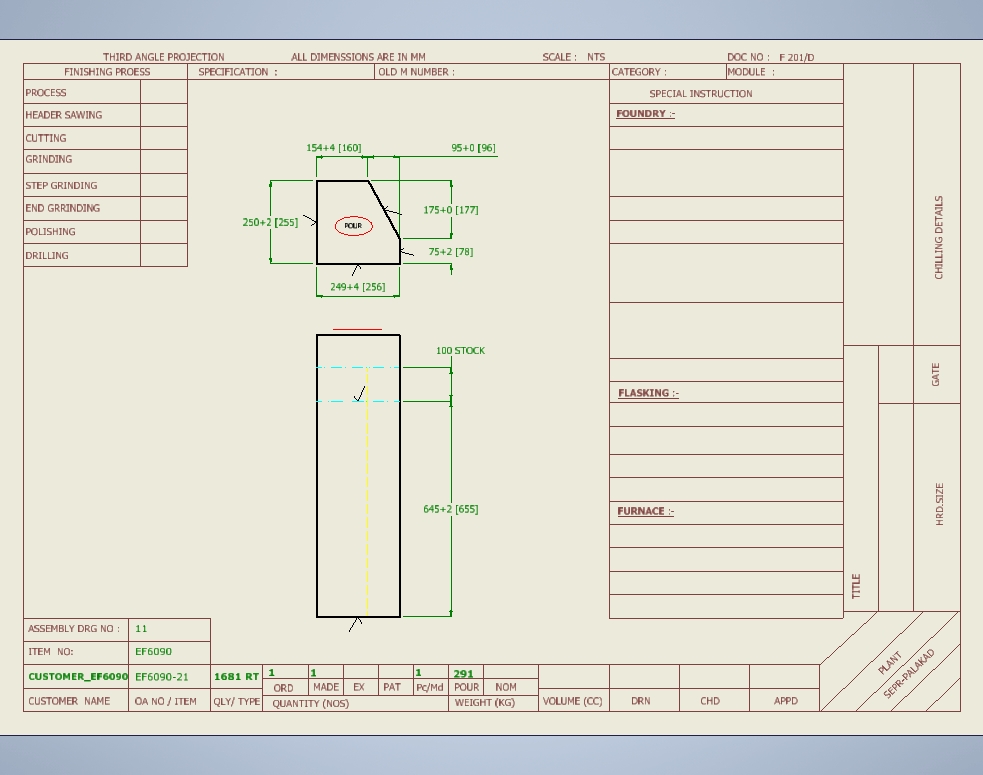 THIRD ANGLE PROJECTION ALL DIMENSSIONS ARE IN MM SCALE : NTS DOC NO : F 201/D
FINISHING PROESS SPECIFICATION : OLD M NUMBER : CATEGORY : MODULE :
PROCESS
HEADER SAWING
CUTTING
GRINDING
STEP GRINDING
END GRRINDING
POLISHING
DRILLING
154+4 [160] 95+0 [96]
250+2 [255] POUR 175+0 [177]
75+2 [78]
249+4 [256]
100 STOCK
645+2 [655]
SPECIAL INSTRUCTION
FOUNDRY :-
FLASKING :-
FURNACE :-
CHILLING DETAILS
GATE
HRD.SIZE
TITLE
PLANT
SEPR-PALAKAD
ASSEMBLY DRG NO : 11
ITEM NO: EF6090
CUSTOMER_EF6090 EF6090-21 1681 RT 1 1 1 291
ORD MADE EX PAT Pc/Md POUR NOM
CUSTOMER NAME OA NO / ITEM QLY/ TYPE QUANTITY (NOS) WEIGHT (KG) VOLUME (CC) DRN CHD APPD